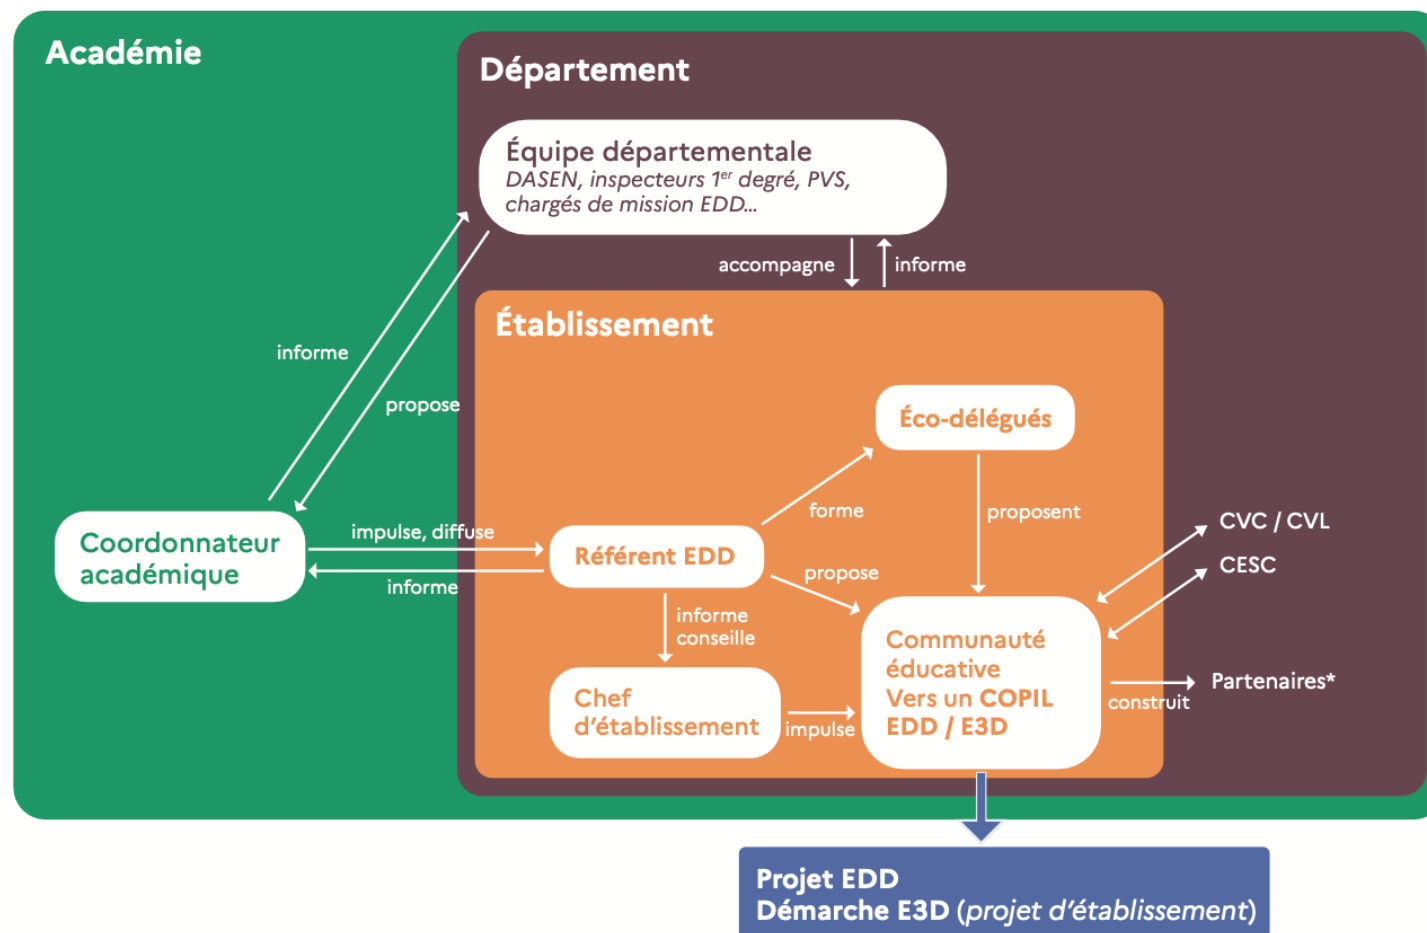 Académie
Département
Équipe départementale
DASEN, inspecteurs 1er degré, PVS,
chargés de mission EDD...
accompagne
informe
Établissement
informe
propose
Éco-délégués
forme
proposent
Coordonnateur
académique
impulse, diffuse
informe
Référent EDD
propose
CVC / CVL
CESC
informe
conseille
Communauté
éducative
Vers un COPIL
EDD / E3D
Chef
d'établissement
impulse
construit
Partenaires*
Projet EDD
Démarche E3D (projet d'établissement)